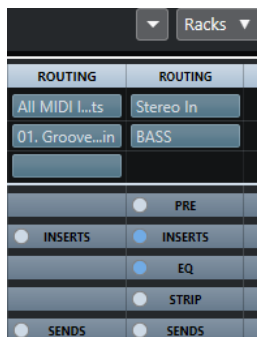 Racks
ROUTING ROUTING
All MIDI I...ts Stereo In
01. Groove...in BASS
PRE
INSERTS INSERTS
EQ
STRIP
SENDS SENDS